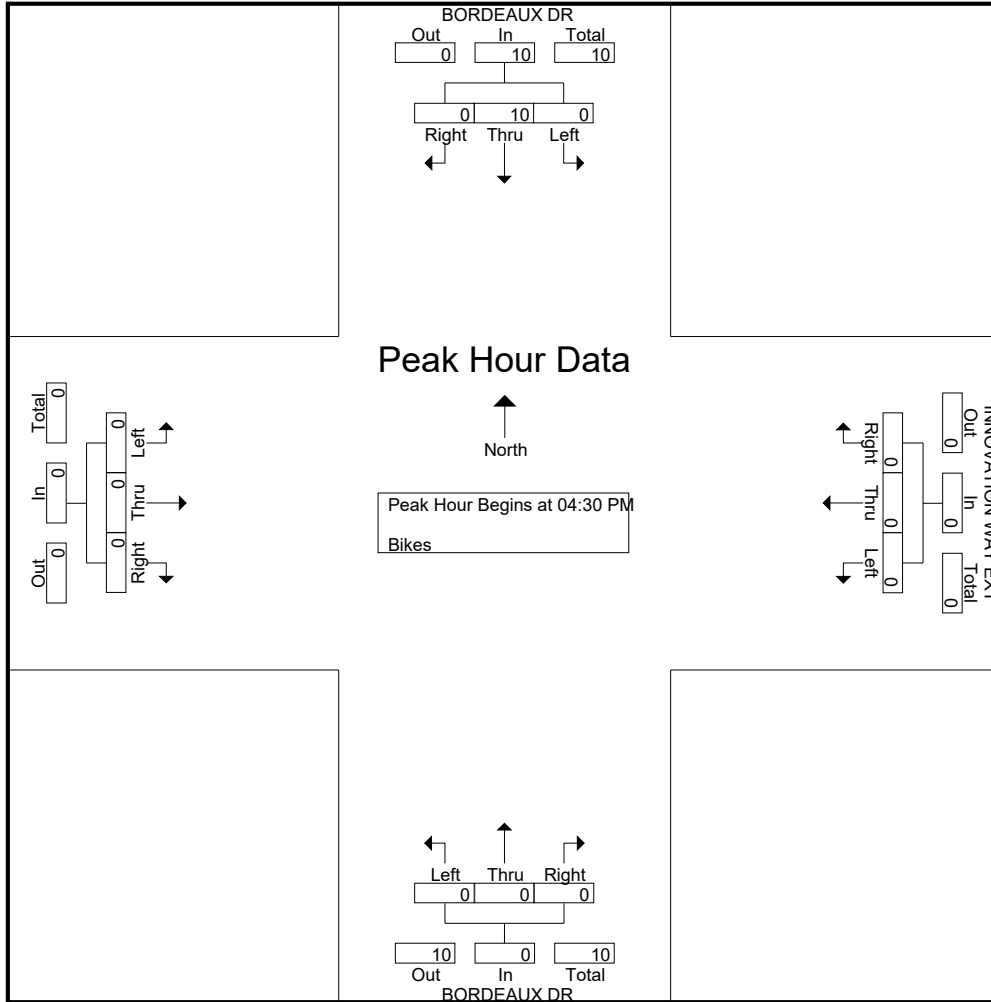 BORDEAUX DR
Out In Total
0 10 10
0 10 0
Right Thru Left
Peak Hour Data
North
Peak Hour Begins at 04:30 PM
Bikes
Total In Out
0 0 0
0 0 0
Left Thru Right
Right Thru Left
0 0 0
0 0 0
Out In Total
INNOVATION WAY EXT
Left Thru Right
0 0 0
10 0 10
Out In Total
BORDEAUX DR